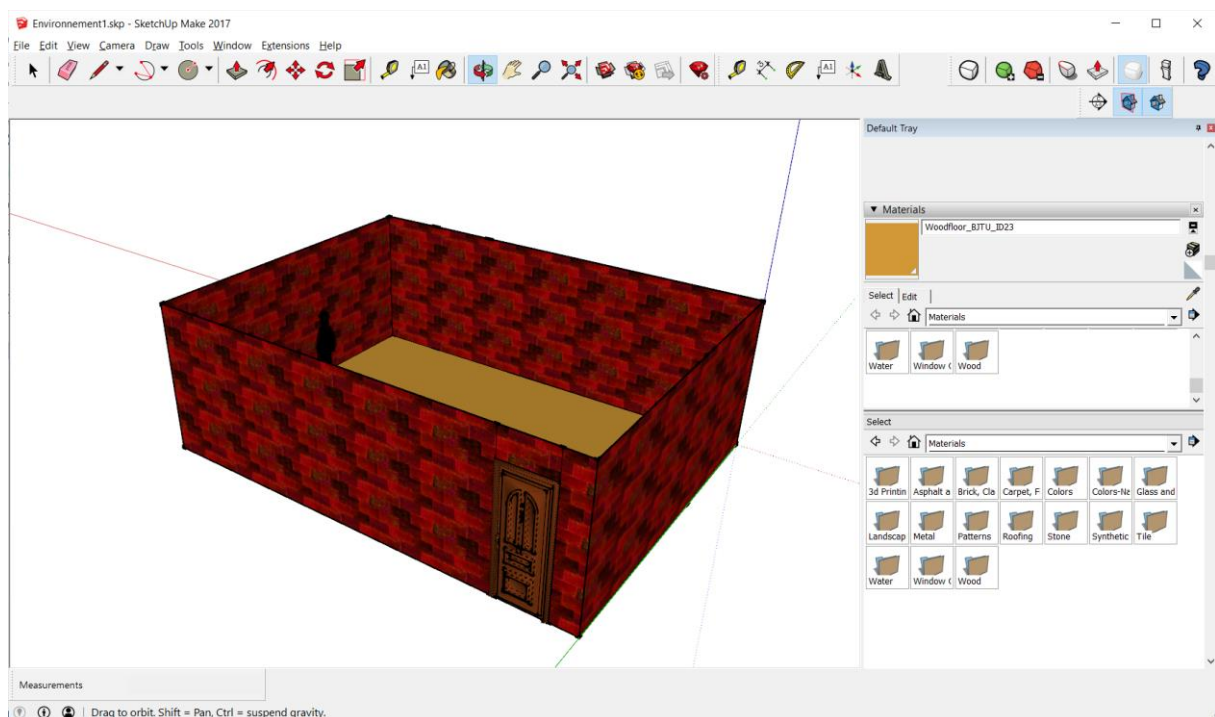 Environnement1.skp - SketchUp Make 2017
File Edit View Camera Draw Tools Window Extensions Help
A1
A1
Default Tray
Materials
Woodfloor_BJTU_ID23
Select Edit
Materials
Water Window ( Wood
Select
Materials
3d Printin Asphalt a Brick, Cla Carpet, F Colors Colors-Na Glass and
Landscap Metal Patterns Roofing Stone Synthetic Tile
Water Window ( Wood
Measurements
Drag to orbit. Shift = Pan, Ctrl = suspend gravity.